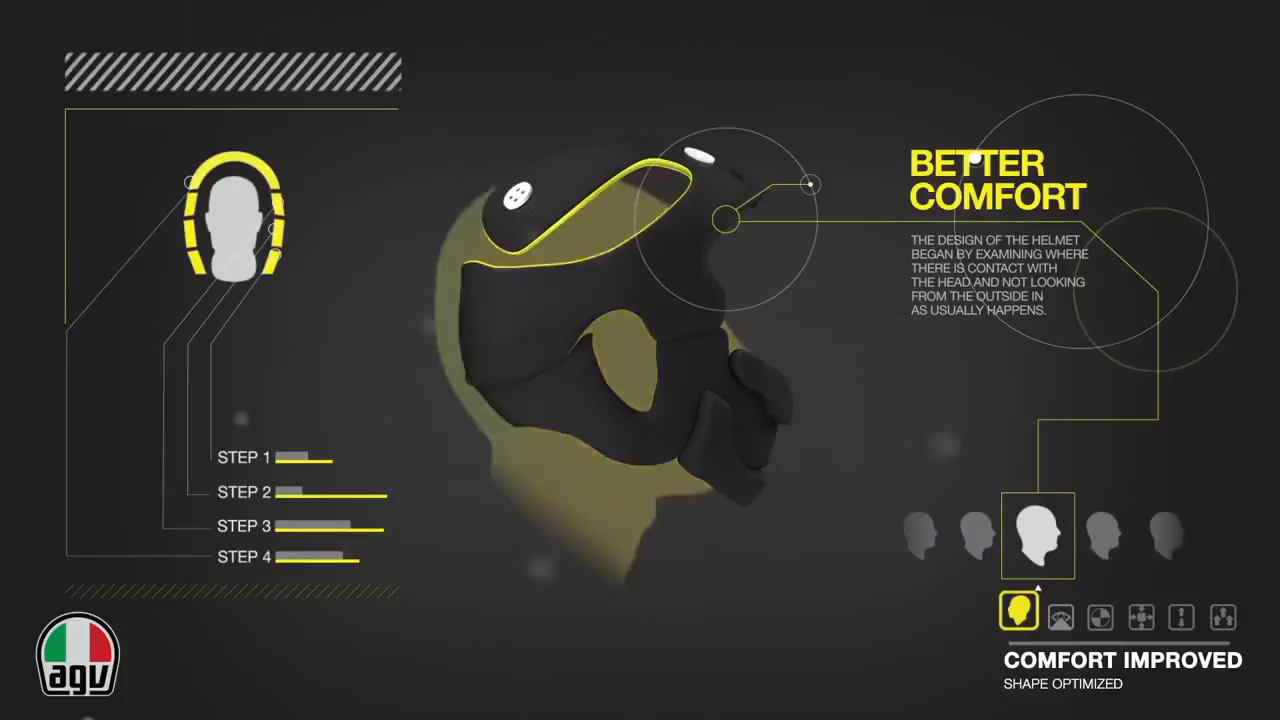 BETTER
COMFORT
THE DESIGN OF THE HELMET
BEGAN BY EXAMINING WHERE
THERE IS CONTACT WITH
THE HEAD AND NOT LOOKING
FROM THE OUTSIDE IN
AS USUALLY HAPPENS.
STEP 1
STEP 2
STEP 3
STEP 4
agv
COMFORT IMPROVED
SHAPE OPTIMIZED